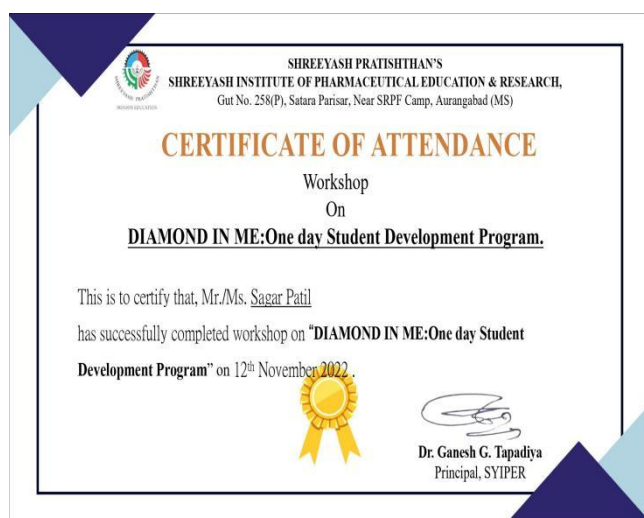 SHREEYASH PRATISHTHAN'S
SHREEYASH INSTITUTE OF PHARMACEUTICAL EDUCATION & RESEARCH,
Gut No. 258(P), Satara Parisar, Near SRPF Camp, Aurangabad (MS)
CERTIFICATE OF ATTENDANCE
Workshop
On
DIAMOND IN ME:One day Student Development Program.
This is to certify that, Mr./Ms. Sagar Patil
has successfully completed workshop on “DIAMOND IN ME:One day Student
Development Program” on 12th November 2022 .
Dr. Ganesh G. Tapadiya
Principal, SYIPER